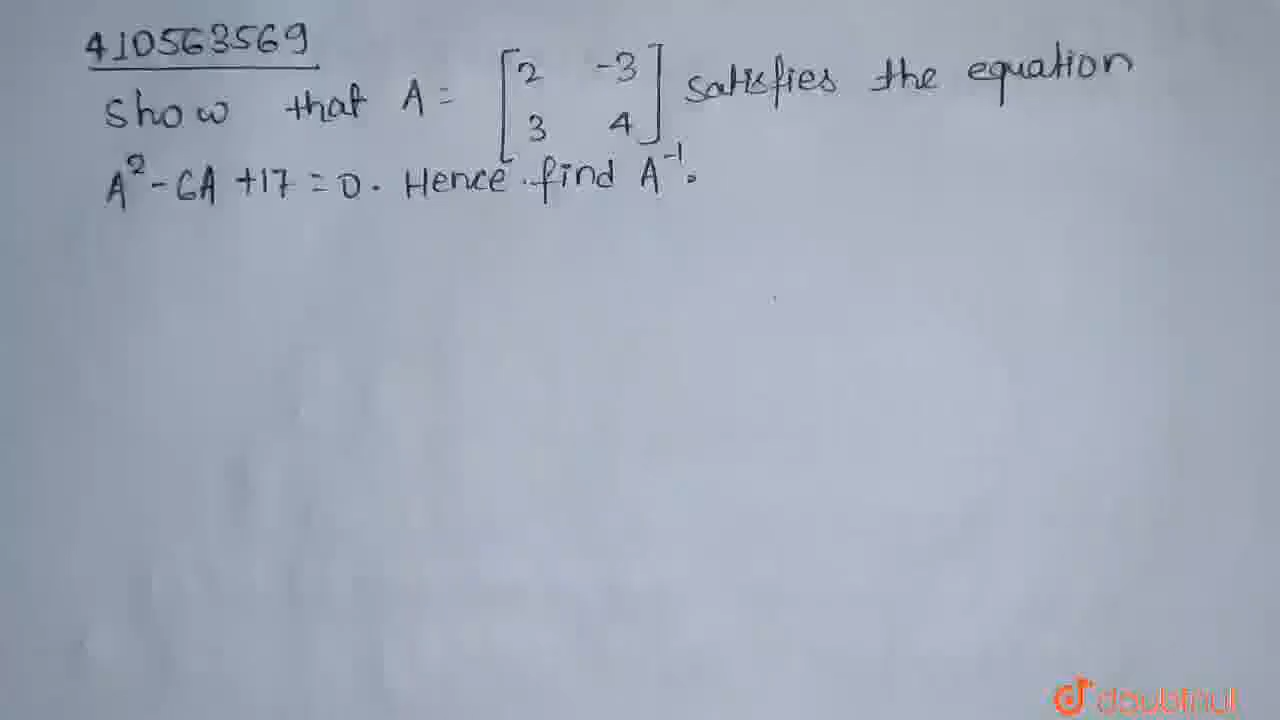 410563569
Show that A = [2 -3
3 4] satisfies the equation
A² - 6A + 17 = 0. Hence find A⁻¹.
doubtnut